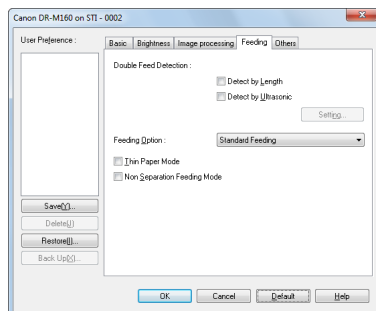 Canon DR-M160 on STI - 0002
User Preference :
Basic Brightness Image processing Feeding Others
Double Feed Detection :
Detect by Length
Detect by Ultrasonic
Setting...
Feeding Option : Standard Feeding
Thin Paper Mode
Non Separation Feeding Mode
Save(Y)...
Delete(J)
Restore(I)...
Back Up(X)...
OK Cancel Default Help